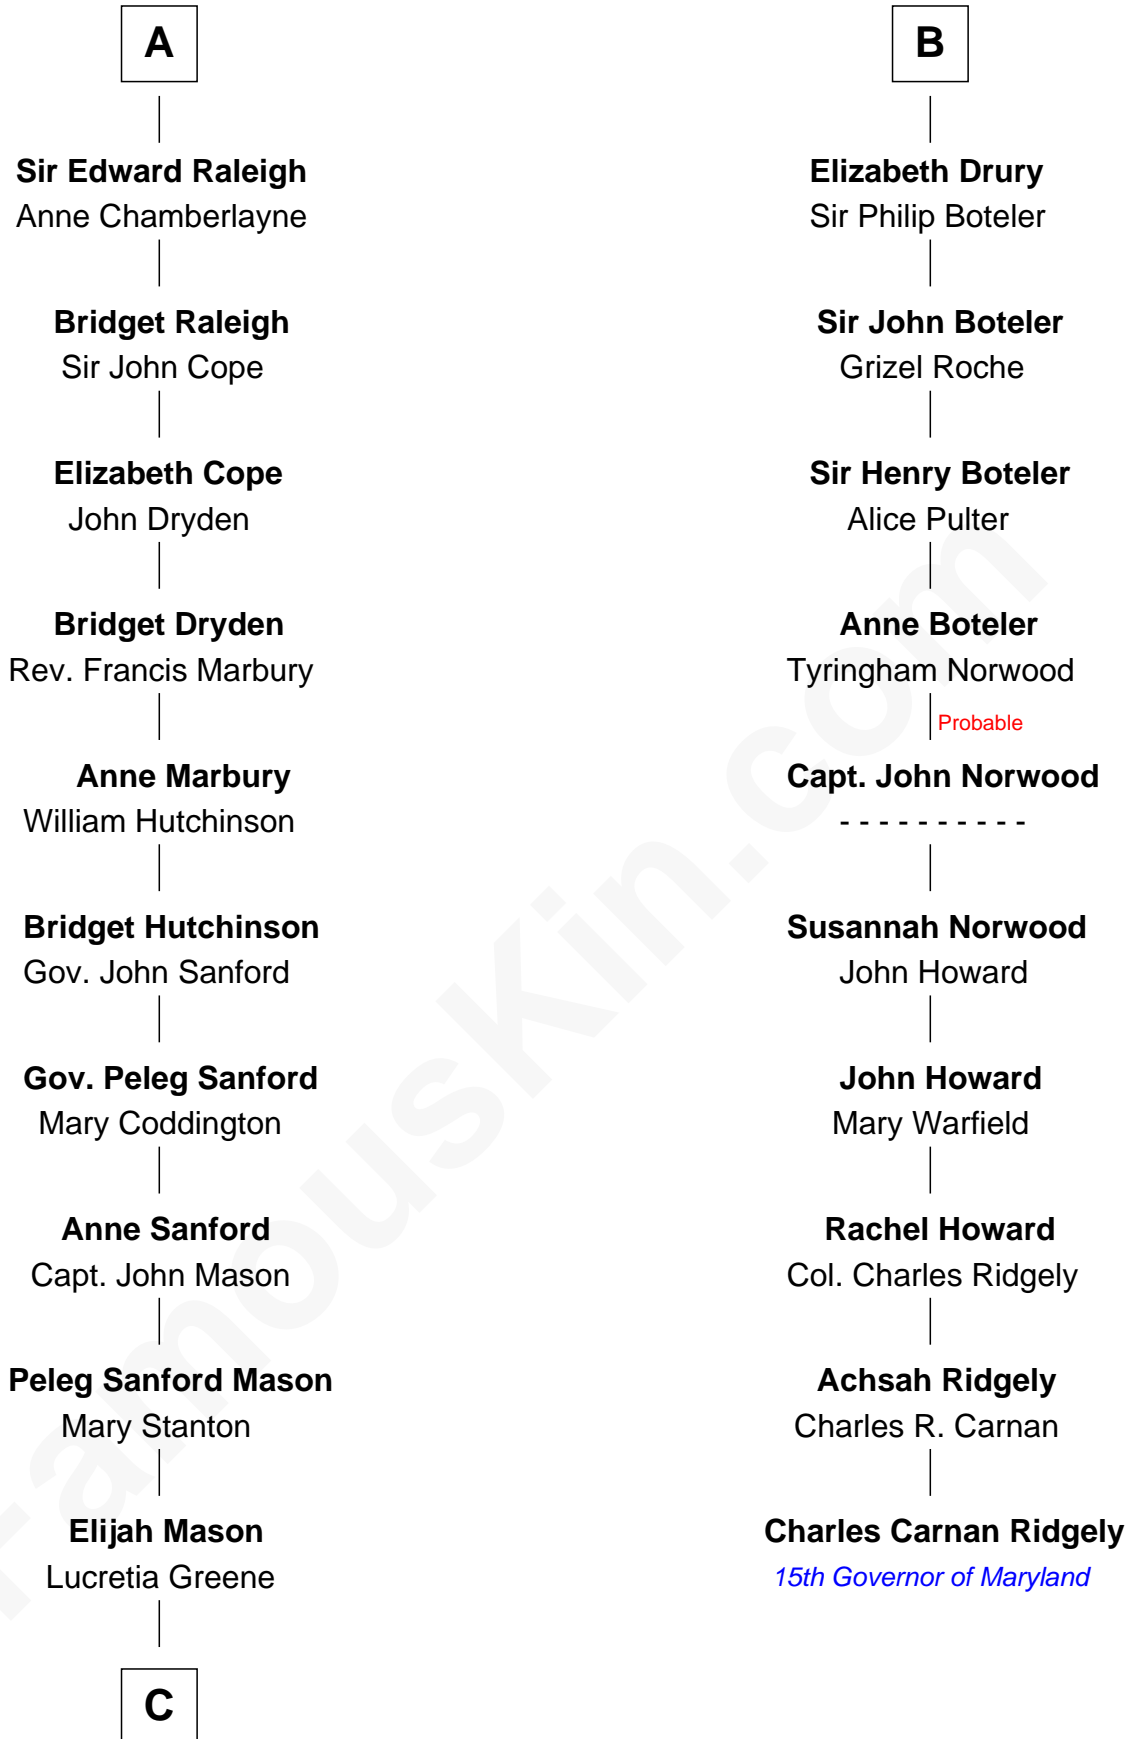 A
Sir Edward Raleigh
Anne Chamberlayne
Bridget Raleigh
Sir John Cope
Elizabeth Cope
John Dryden
Bridget Dryden
Rev. Francis Marbury
Anne Marbury
William Hutchinson
Bridget Hutchinson
Gov. John Sanford
Gov. Peleg Sanford
Mary Coddington
Anne Sanford
Capt. John Mason
Peleg Sanford Mason
Mary Stanton
Elijah Mason
Lucretia Greene
C
B
Elizabeth Drury
Sir Philip Boteler
Sir John Boteler
Grizel Roche
Sir Henry Boteler
Alice Pulter
Anne Boteler
Tyringham Norwood
Probable
Capt. John Norwood
- - - - - - - - - -
Susannah Norwood
John Howard
John Howard
Mary Warfield
Rachel Howard
Col. Charles Ridgely
Achsah Ridgely
Charles R. Carnan
Charles Carnan Ridgely
15th Governor of Maryland
FamousKin.com